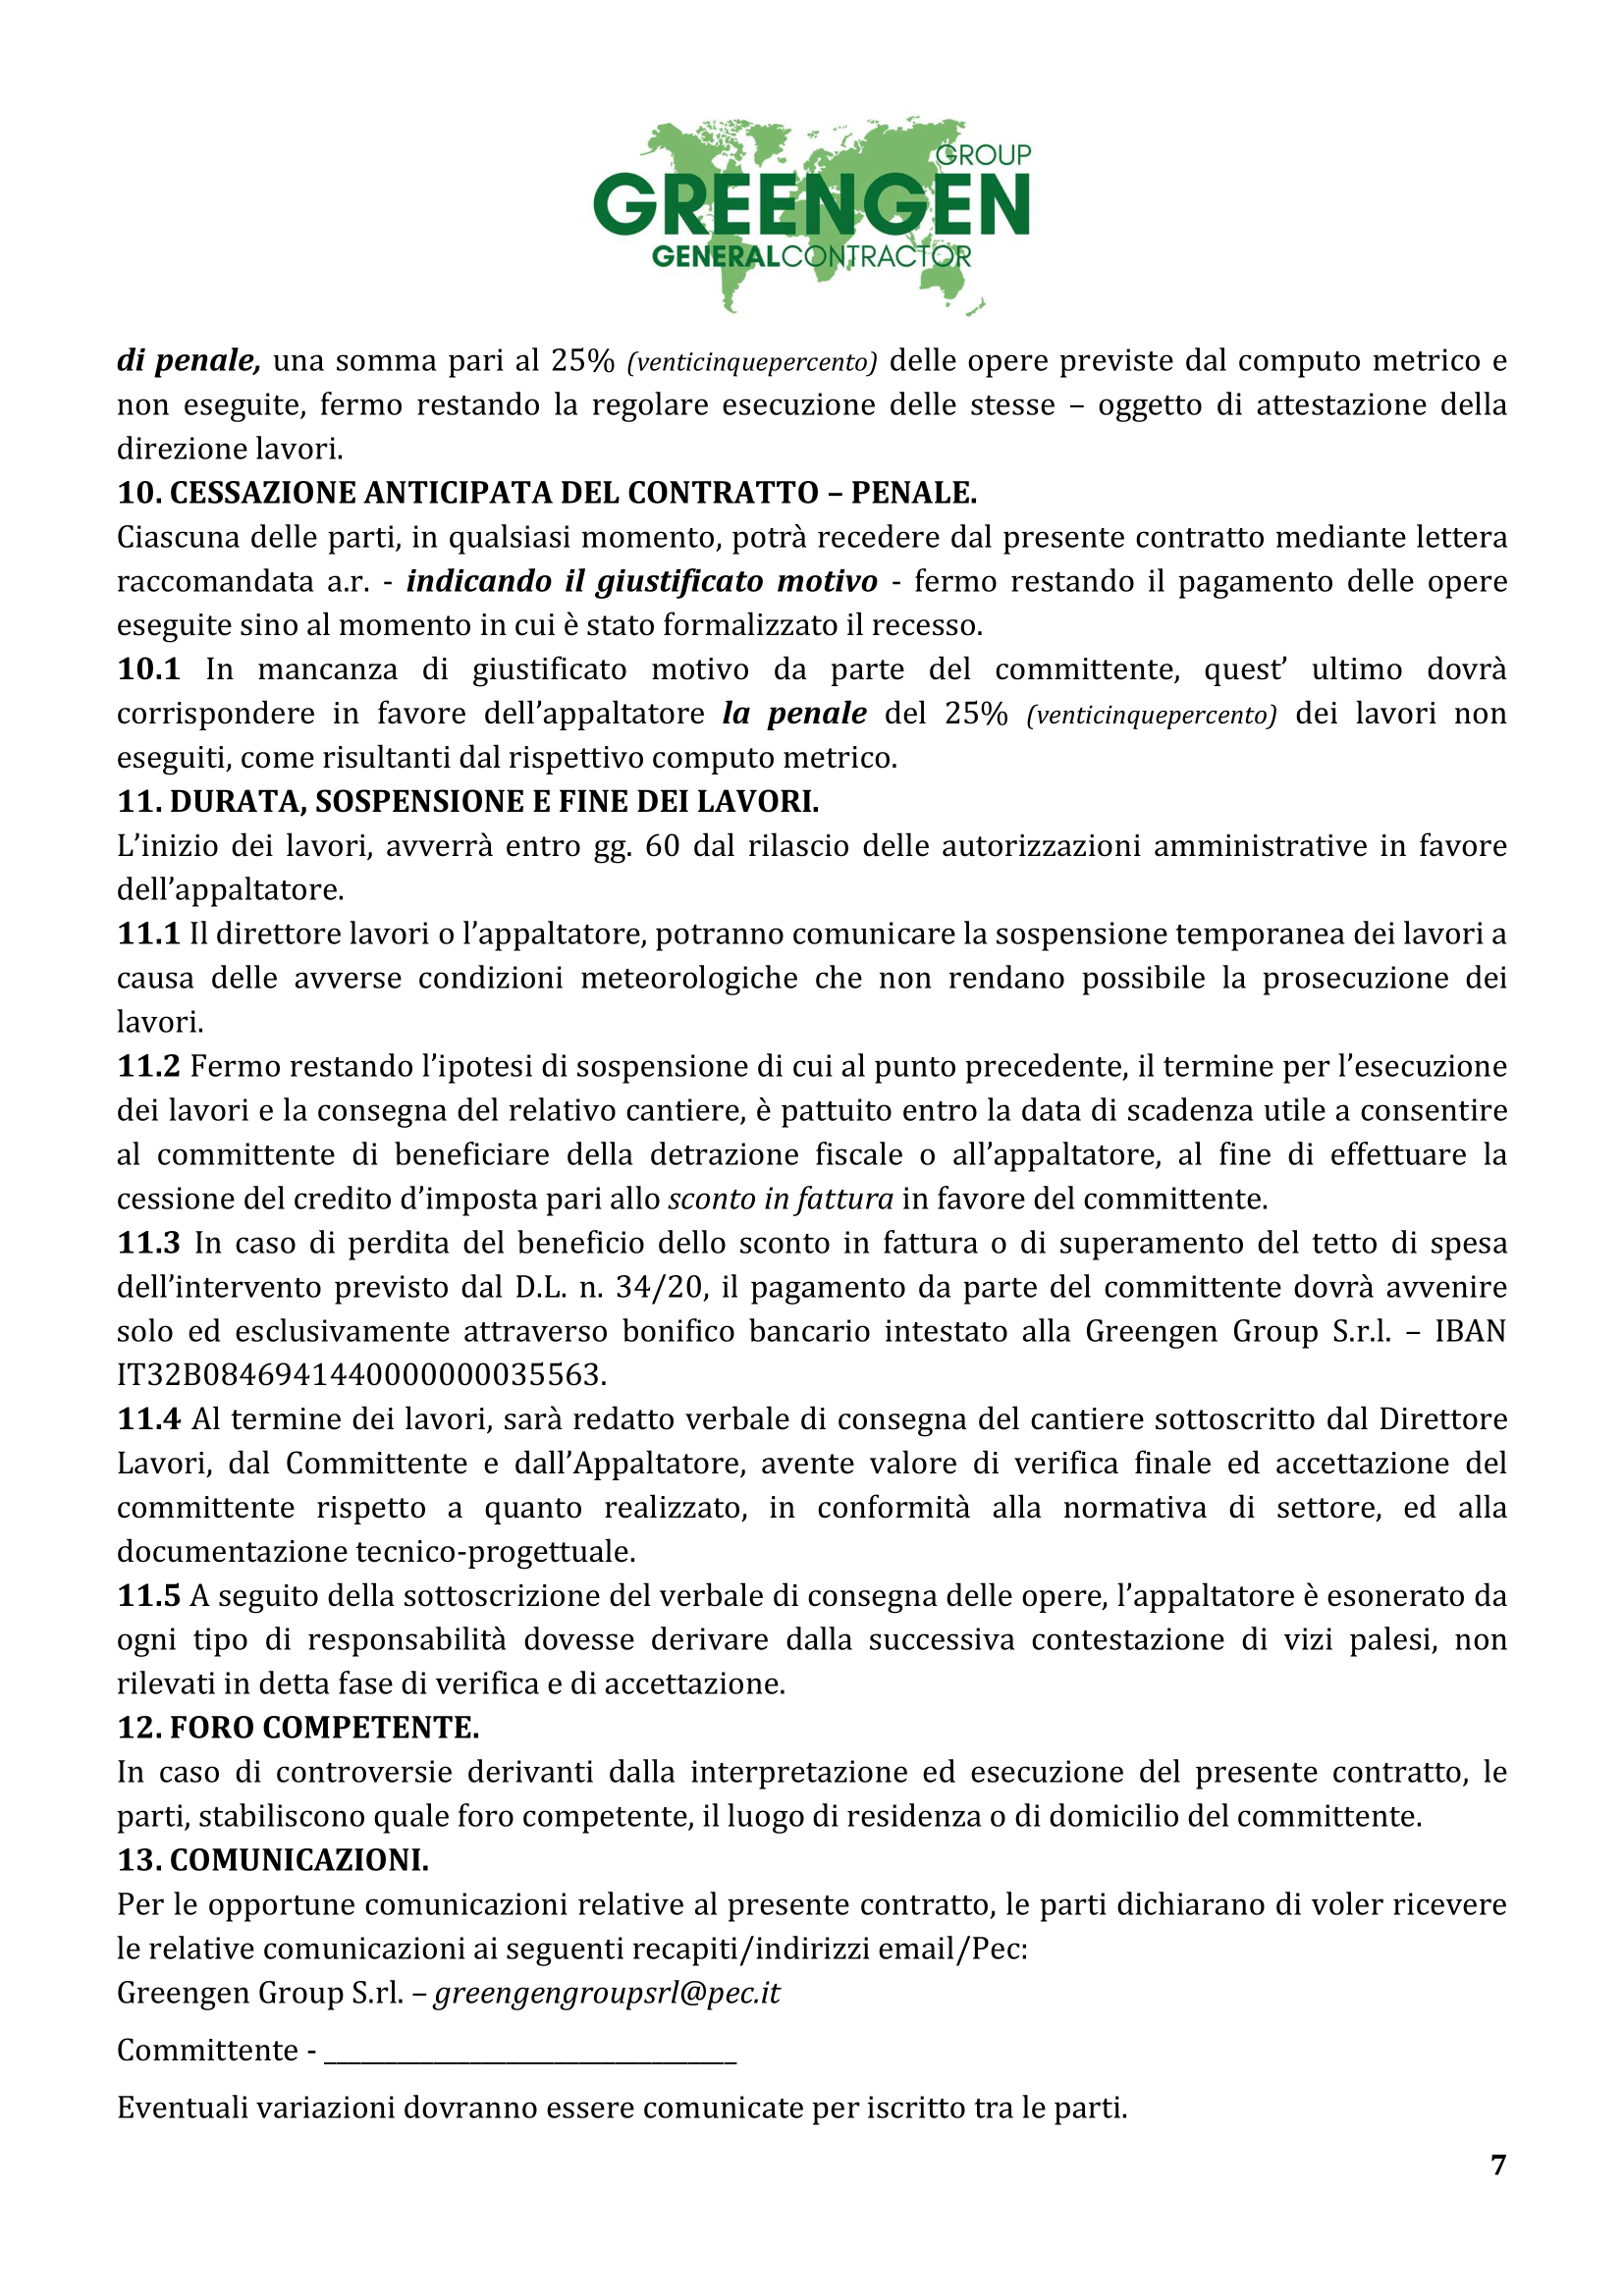 GROUP
GREENGEN
GENERALCONTRACTOR
di penale, una somma pari al 25% (venticinquepercento) delle opere previste dal computo metrico e
non eseguite, fermo restando la regolare esecuzione delle stesse – oggetto di attestazione della
direzione lavori.
10. CESSAZIONE ANTICIPATA DEL CONTRATTO – PENALE.
Ciascuna delle parti, in qualsiasi momento, potrà recedere dal presente contratto mediante lettera
raccomandata a.r. - indicando il giustificato motivo - fermo restando il pagamento delle opere
eseguite sino al momento in cui è stato formalizzato il recesso.
10.1 In mancanza di giustificato motivo da parte del committente, quest’ ultimo dovrà
corrispondere in favore dell’appaltatore la penale del 25% (venticinquepercento) dei lavori non
eseguiti, come risultanti dal rispettivo computo metrico.
11. DURATA, SOSPENSIONE E FINE DEI LAVORI.
L’inizio dei lavori, avverrà entro gg. 60 dal rilascio delle autorizzazioni amministrative in favore
dell’appaltatore.
11.1 Il direttore lavori o l’appaltatore, potranno comunicare la sospensione temporanea dei lavori a
causa delle avverse condizioni meteorologiche che non rendano possibile la prosecuzione dei
lavori.
11.2 Fermo restando l’ipotesi di sospensione di cui al punto precedente, il termine per l’esecuzione
dei lavori e la consegna del relativo cantiere, è pattuito entro la data di scadenza utile a consentire
al committente di beneficiare della detrazione fiscale o all’appaltatore, al fine di effettuare la
cessione del credito d’imposta pari allo sconto in fattura in favore del committente.
11.3 In caso di perdita del beneficio dello sconto in fattura o di superamento del tetto di spesa
dell’intervento previsto dal D.L. n. 34/20, il pagamento da parte del committente dovrà avvenire
solo ed esclusivamente attraverso bonifico bancario intestato alla Greengen Group S.r.l. – IBAN
IT32B0846941440000000035563.
11.4 Al termine dei lavori, sarà redatto verbale di consegna del cantiere sottoscritto dal Direttore
Lavori, dal Committente e dall’Appaltatore, avente valore di verifica finale ed accettazione del
committente rispetto a quanto realizzato, in conformità alla normativa di settore, ed alla
documentazione tecnico-progettuale.
11.5 A seguito della sottoscrizione del verbale di consegna delle opere, l’appaltatore è esonerato da
ogni tipo di responsabilità dovesse derivare dalla successiva contestazione di vizi palesi, non
rilevati in detta fase di verifica e di accettazione.
12. FORO COMPETENTE.
In caso di controversie derivanti dalla interpretazione ed esecuzione del presente contratto, le
parti, stabiliscono quale foro competente, il luogo di residenza o di domicilio del committente.
13. COMUNICAZIONI.
Per le opportune comunicazioni relative al presente contratto, le parti dichiarano di voler ricevere
le relative comunicazioni ai seguenti recapiti/indirizzi email/Pec:
Greengen Group S.rl. – greengengroupsrl@pec.it
Committente - __________________________________
Eventuali variazioni dovranno essere comunicate per iscritto tra le parti.
7